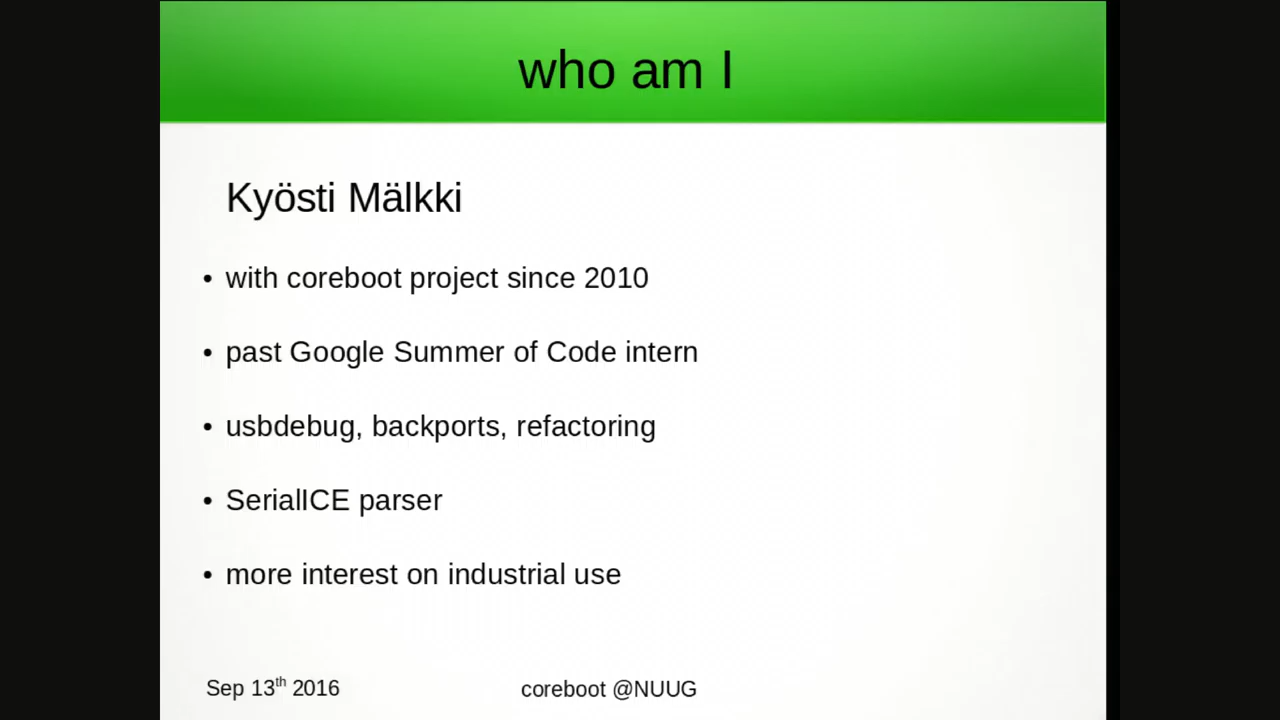 who am I
Kyösti Mälkki
• with coreboot project since 2010
• past Google Summer of Code intern
• usbdebug, backports, refactoring
• SerialICE parser
• more interest on industrial use
Sep 13th 2016
coreboot @NUUG